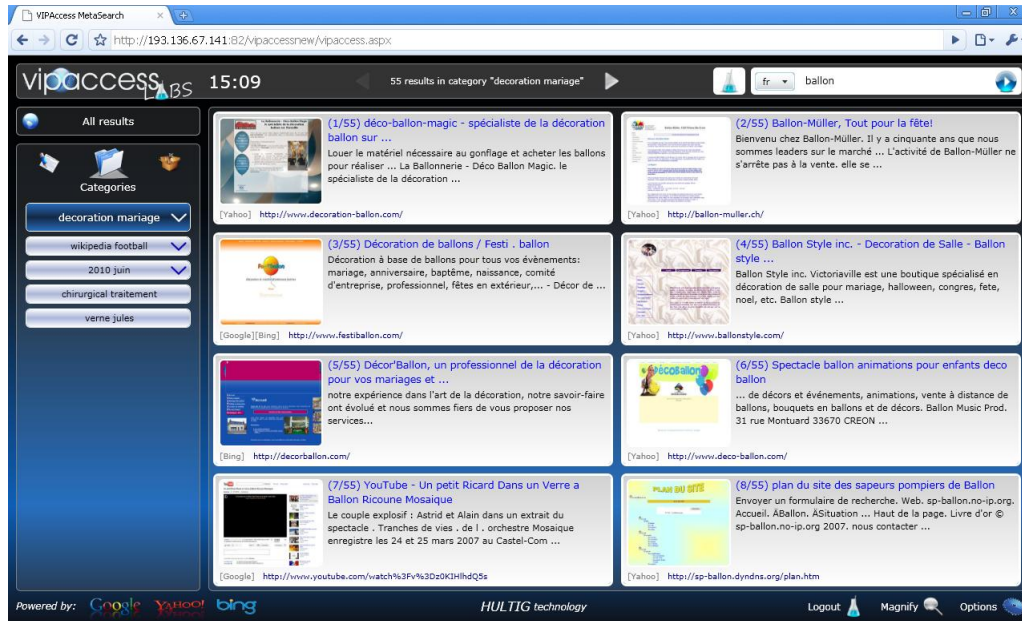 VIPAccess MetaSearch
http://193.136.67.141:82/vipaccessnew/vipaccess.aspx
vipaccess LABS
15:09
55 results in category "decoration mariage"
fr
ballon
All results
Categories
decoration mariage
wikipedia football
2010 juin
chirurgical traitement
verne jules
(1/55) déco-ballon-magic - spécialiste de la décoration
ballon sur ...
Louer le matériel nécessaire au gonflage et acheter les ballons
pour réaliser ... La Ballonnerie - Déco Ballon Magic. le
spécialiste de la décoration ...
[Yahoo] http://www.decoration-ballon.com/
(2/55) Ballon-Müller, Tout pour la fête!
Bienvenu chez Ballon-Müller. Il y a cinquante ans que nous
sommes leaders sur le marché ... L'activité de Ballon-Müller ne
s'arrête pas à la vente. elle se ...
[Yahoo] http://ballon-muller.ch/
(3/55) Décoration de ballons / Festi . ballon
Décoration à base de ballons pour tous vos évènements:
mariage, anniversaire, baptême, naissance, comité
d'entreprise, professionnel, fêtes en extérieur,... - Décor de ...
[Google][Bing] http://www.festiballon.com/
(4/55) Ballon Style inc. - Decoration de Salle - Ballon
style ...
Ballon Style inc. Victoriaville est une boutique spécialisé en
décoration de salle pour mariage, halloween, congres, fete,
noel, etc. Ballon style ...
[Yahoo] http://www.ballonstyle.com/
(5/55) Décor'Ballon, un professionnel de la décoration
pour vos mariages et ...
notre expérience dans l'art de la décoration, notre savoir-faire
ont évolué et nous sommes fiers de vous proposer nos
services...
[Bing] http://decorballon.com/
DécoBallon
(6/55) Spectacle ballon animations pour enfants deco
ballon
... de décors et événements, animations, vente à distance de
ballons, bouquets en ballons et de décors. Ballon Music Prod.
31 rue Montuard 33670 CREON ...
[Yahoo] http://www.deco-ballon.com/
(7/55) YouTube - Un petit Ricard Dans un Verre a
Ballon Ricoune Mosaique
Le couple explosif : Astrid et Alain dans un extrait du
spectacle . Tranches de vies . de l . orchestre Mosaique
enregistre les 24 et 25 mars 2007 au Castel-Com ...
[Google] http://www.youtube.com/watch%3Fv%3Dz0KIHlhdQ5s
PLAN DU SITE
(8/55) plan du site des sapeurs pompiers de Ballon
Envoyer un formulaire de recherche. Web. sp-ballon.no-ip.org.
Accueil. ÂBallon. ÂSituation ... Haut de la page. Livre d'or ©
sp-ballon.no-ip.org 2007. nous contacter ...
[Yahoo] http://sp-ballon.dyndns.org/plan.htm
Powered by: Google YAHOO! bing
HULTIG technology
Logout
Magnify
Options